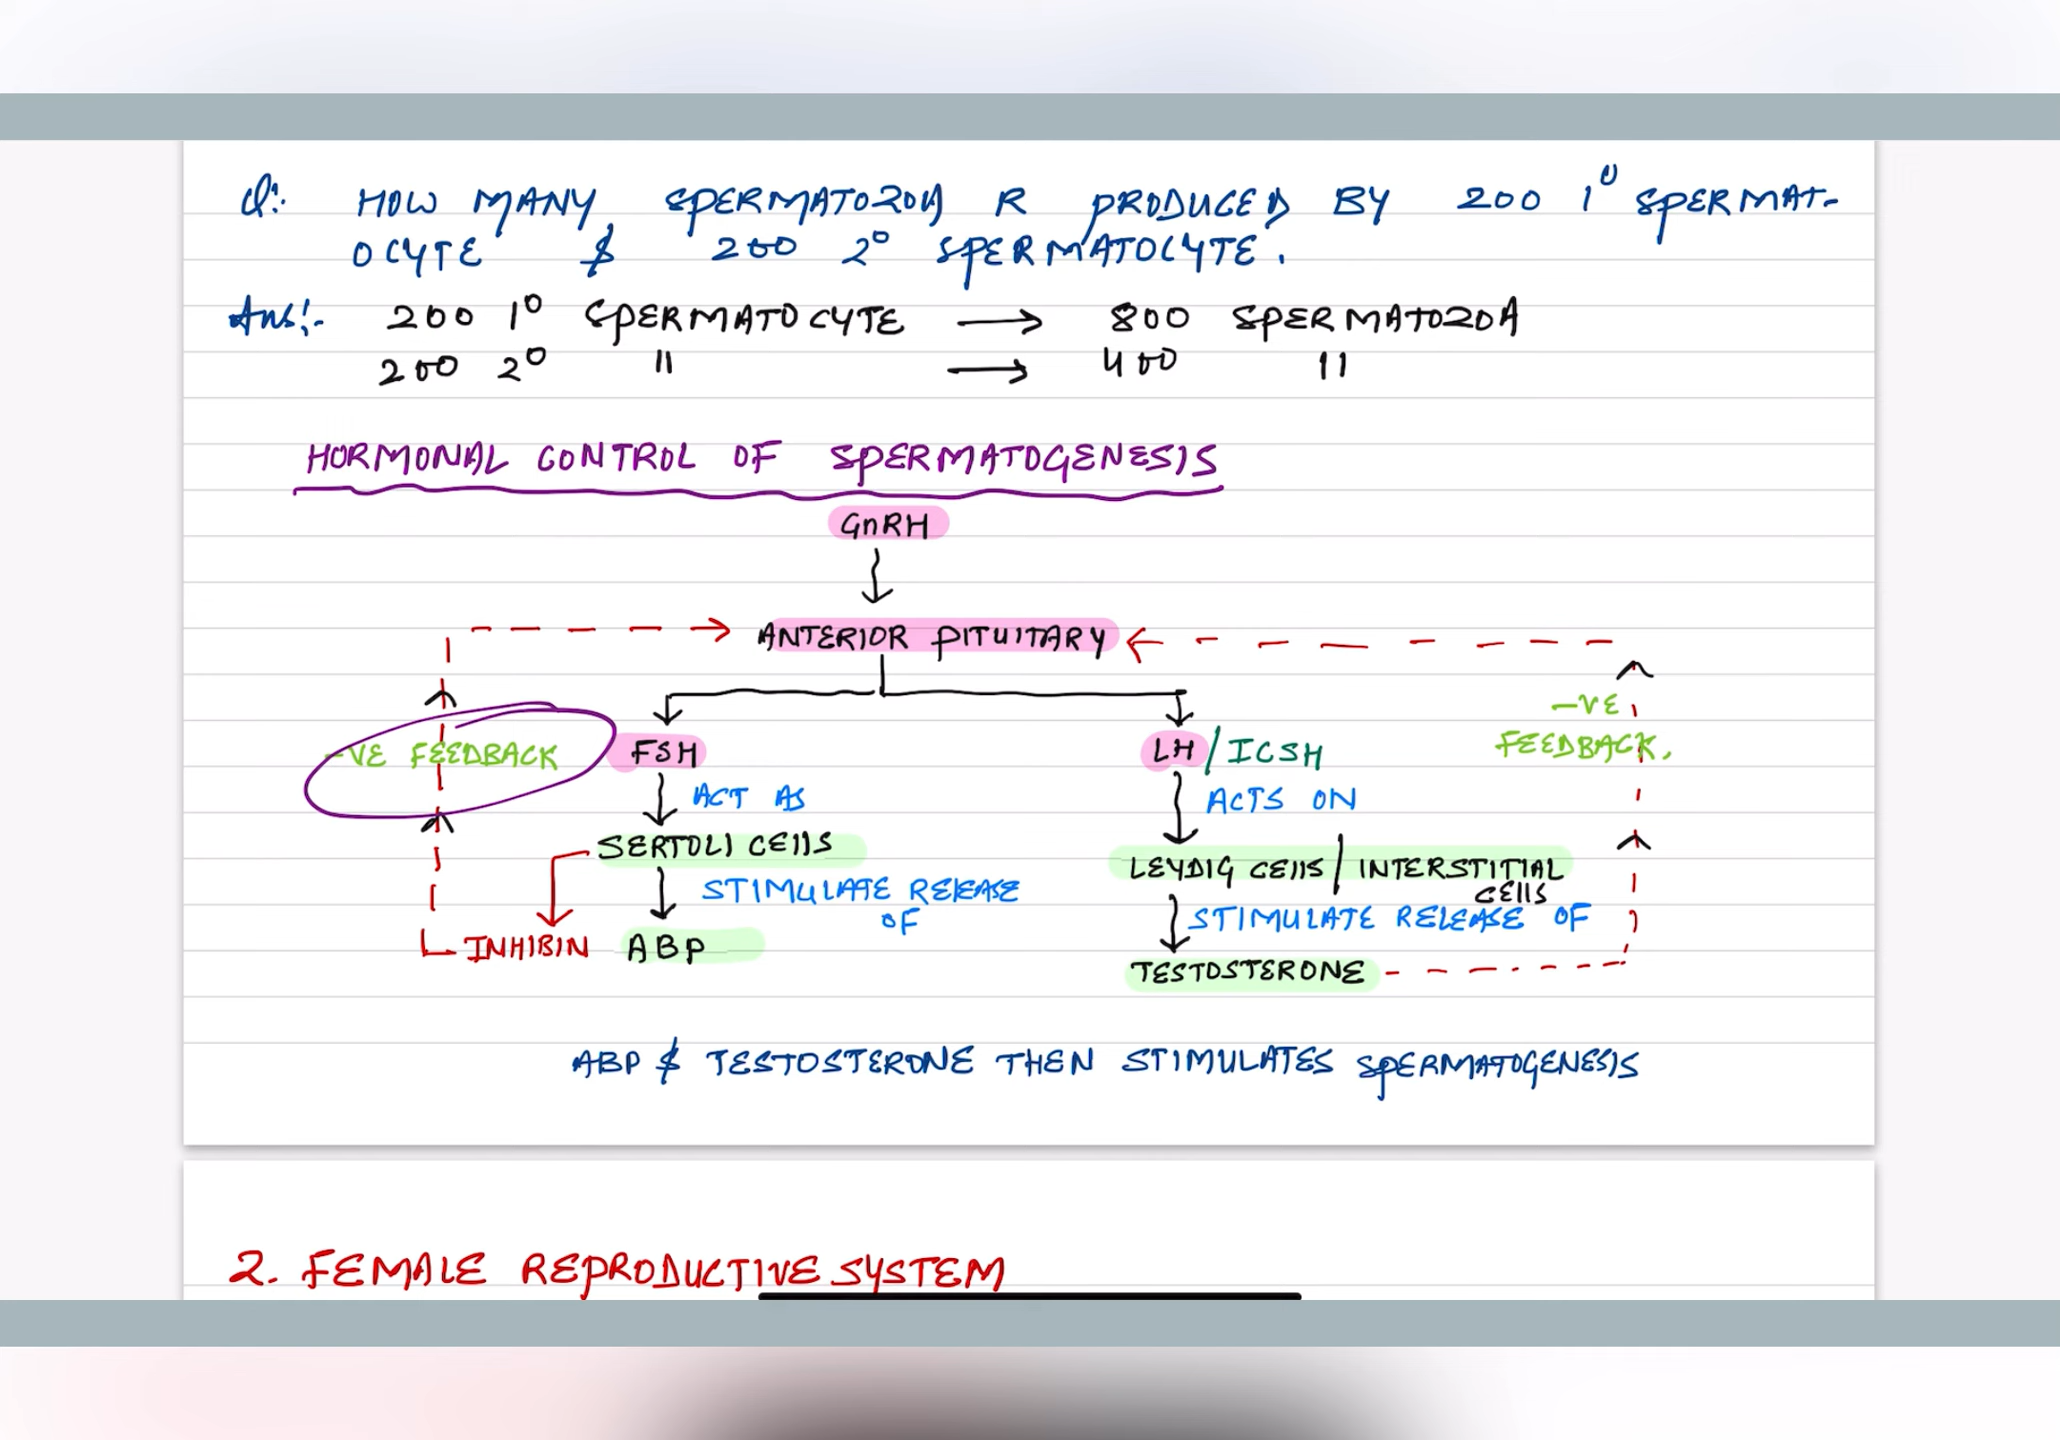 Q:- HOW MANY SPERMATOZOA R PRODUCED BY 200 1° SPERMAT-
OCYTE & 200 2° SPERMATOCYTE.
Ans:- 200 1° SPERMATOCYTE → 800 SPERMATOZOA
200 2° 11 → 400 11
HORMONAL CONTROL OF SPERMATOGENESIS
GnRH
ANTERIOR PITUITARY
-VE FEEDBACK
FSH
LH/ICSH
-VE
FEEDBACK.
ACT AS
ACTS ON
SERTOLI CEllS
LEYDIG CEllS/INTERSTITIAL
CEllS
STIMULATE RELEASE
OF
STIMULATE RELEASE OF
INHIBIN
ABP
TESTOSTERONE
ABP & TESTOSTERONE THEN STIMULATES SPERMATOGENESIS
2. FEMALE REPRODUCTIVE SYSTEM